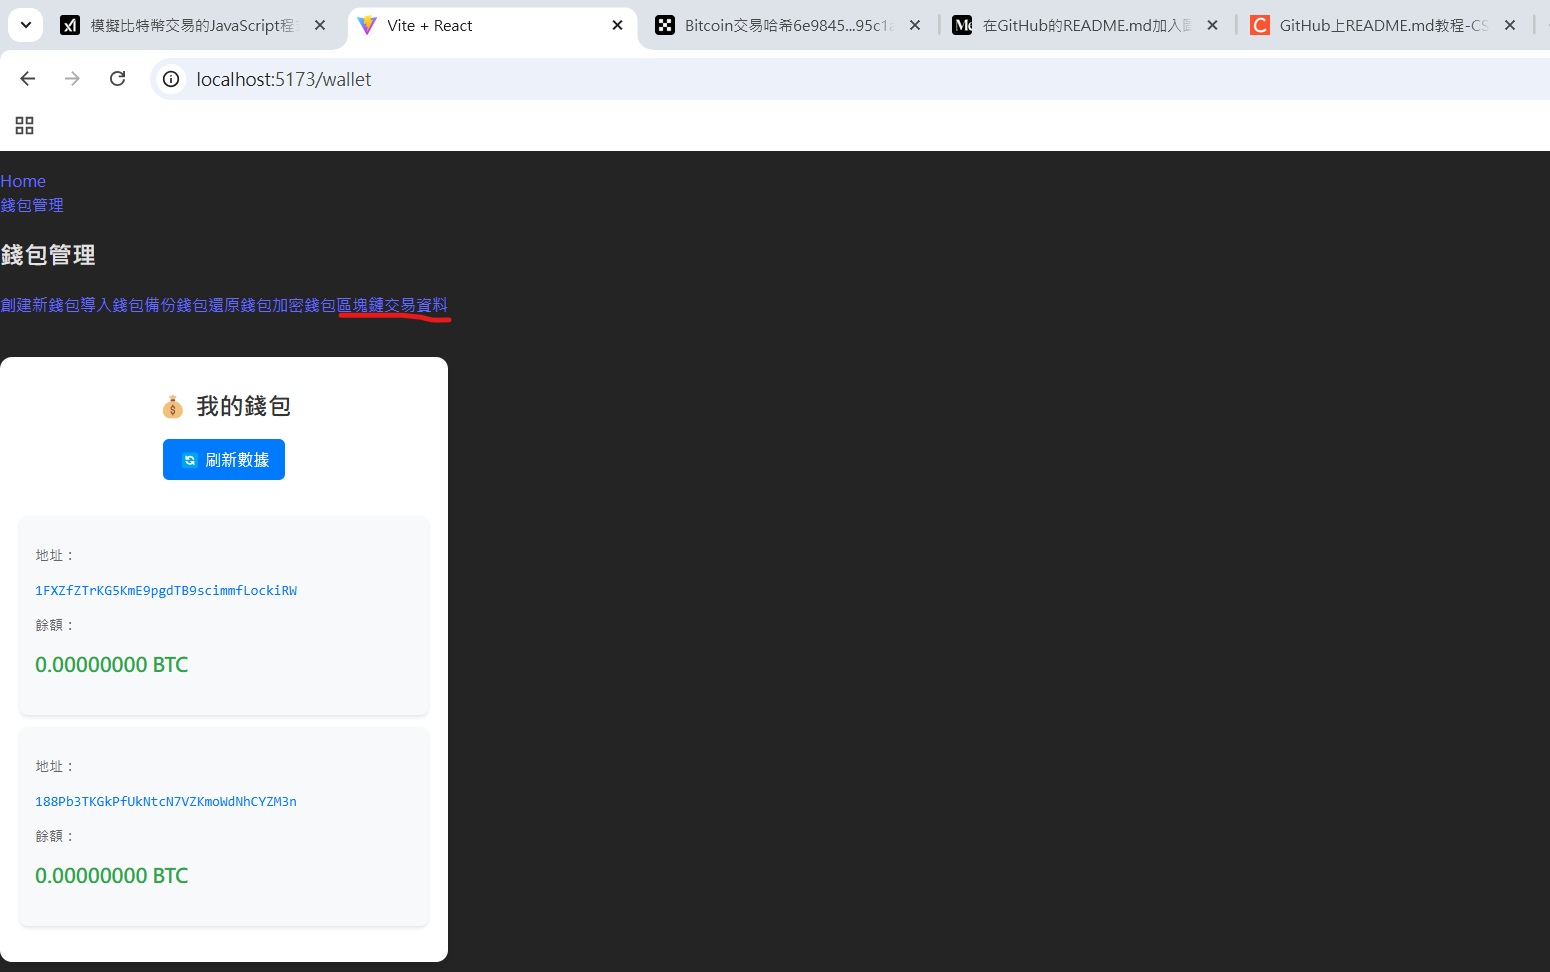 模擬比特幣交易的JavaScript程
Vite + React
Bitcoin交易哈希6e9845...95c1a
在GitHub的README.md加入
GitHub上README.md教程-CS
localhost:5173/wallet
Home
錢包管理
錢包管理
創建新錢包導入錢包備份錢包還原錢包加密錢包區塊鏈交易資料
💰 我的錢包
🔄 刷新數據
地址：
1FXZfZTrKG5KmE9pgdTB9scimmfLockiRW
餘額：
0.00000000 BTC
地址：
188Pb3TKGkPfUkNtcN7VZKmoWdNhCYZM3n
餘額：
0.00000000 BTC